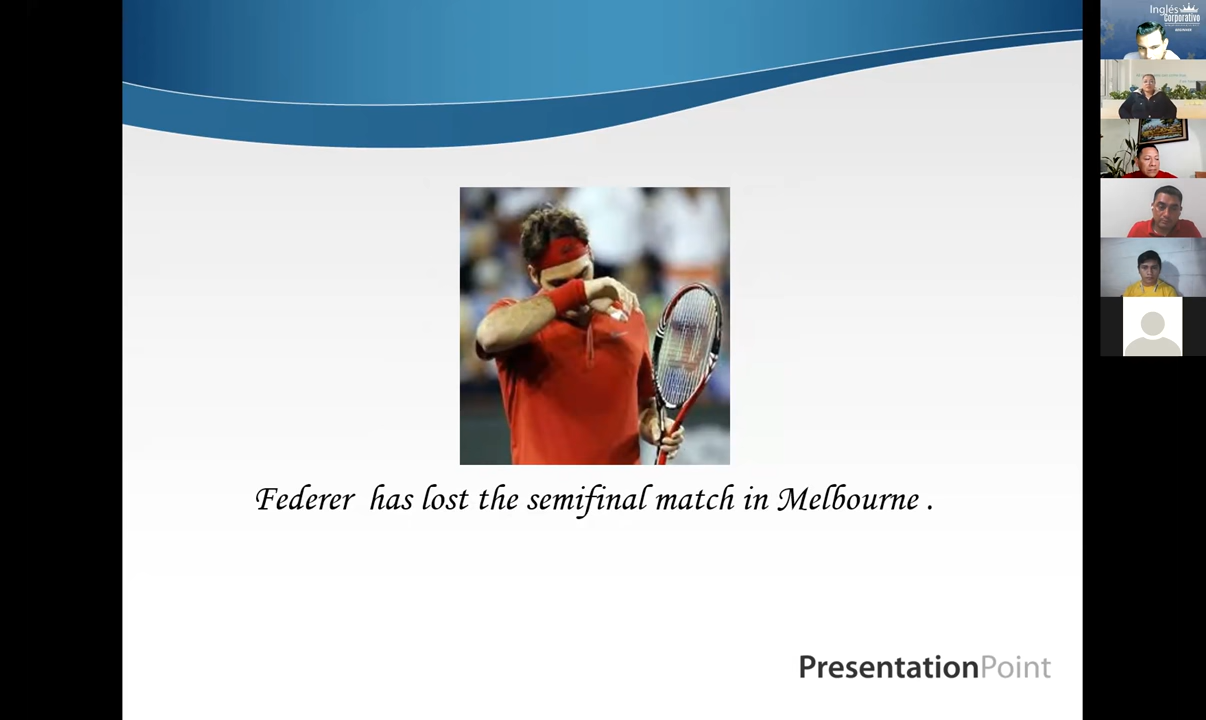 Federer has lost the semifinal match in Melbourne .
PresentationPoint
Inglés
Corporativo